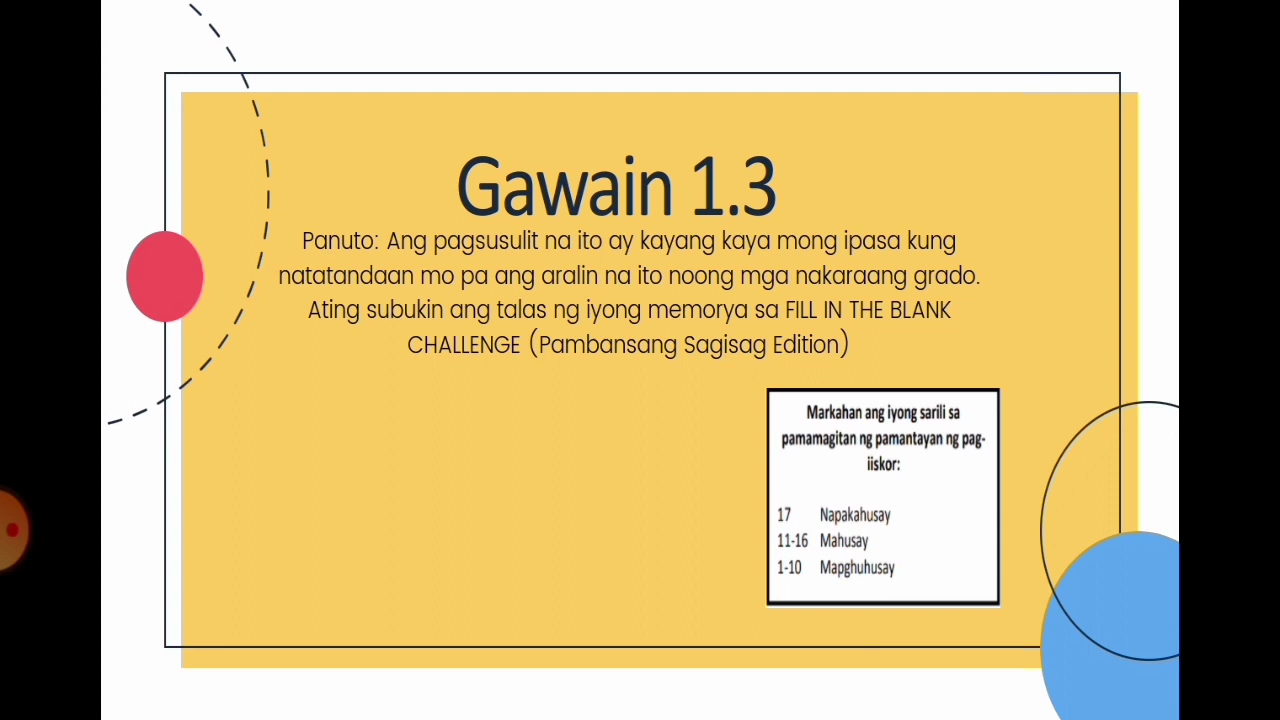 Gawain 1.3
Panuto: Ang pagsusulit na ito ay kayang kaya mong ipasa kung
natatandaan mo pa ang aralin na ito noong mga nakaraang grado.
Ating subukin ang talas ng iyong memorya sa FILL IN THE BLANK
CHALLENGE (Pambansang Sagisag Edition)
Markahan ang iyong sarili sa
pamamagitan ng pamantayan ng pag-
iiskor:
17 Napakahusay
11-16 Mahusay
1-10 Mapghuhusay